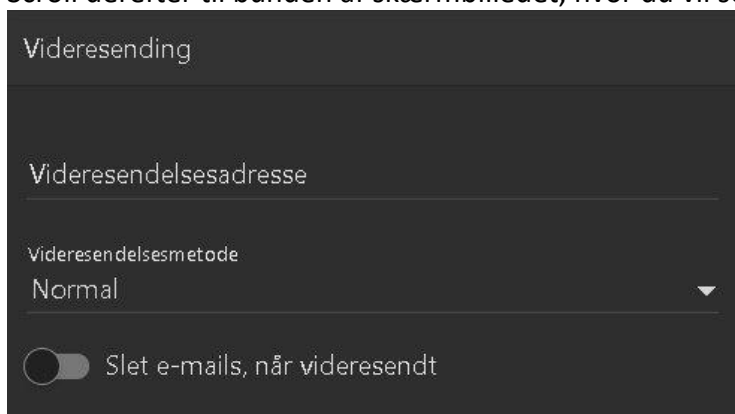 Videresending
Videresendelsesadresse
Videresendelsesmetode
Normal
Slet e-mails, når videresendt